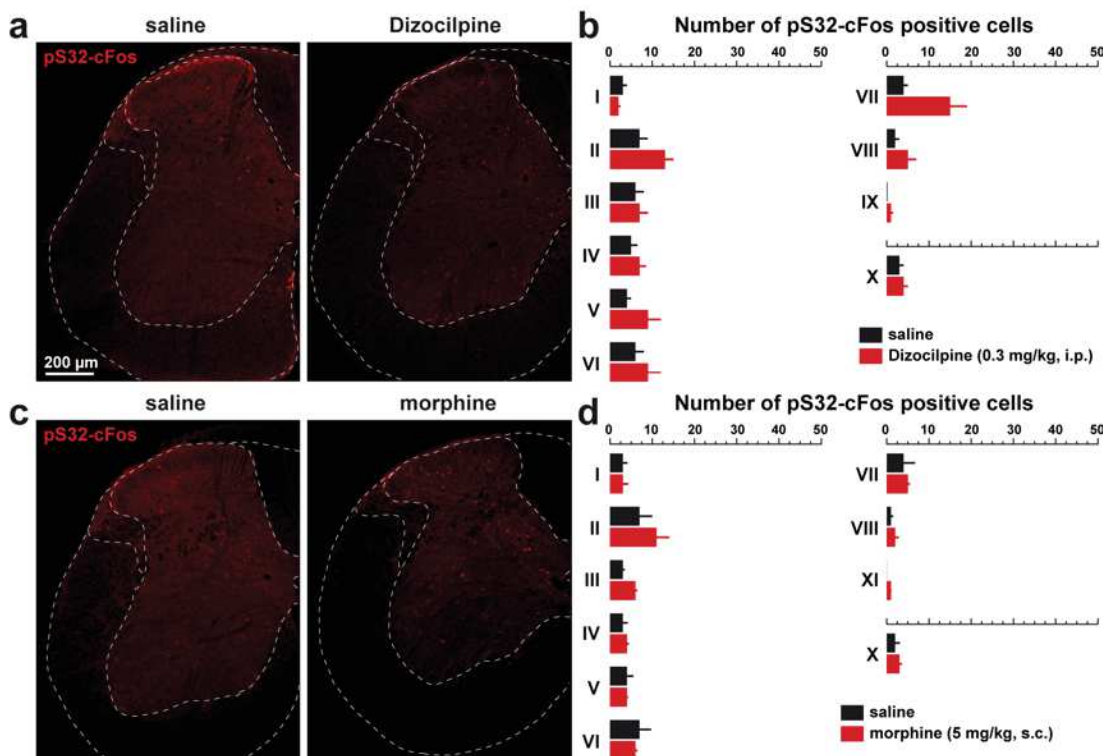 a
saline
Dizocilpine
pS32-cFos
200 µm
b
Number of pS32-cFos positive cells
0 10 20 30 40 50
I
II
III
IV
V
VI
0 10 20 30 40 50
VII
VIII
IX
X
saline
Dizocilpine (0.3 mg/kg, i.p.)
c
saline
morphine
pS32-cFos
d
Number of pS32-cFos positive cells
0 10 20 30 40 50
I
II
III
IV
V
VI
0 10 20 30 40 50
VII
VIII
XI
X
saline
morphine (5 mg/kg, s.c.)